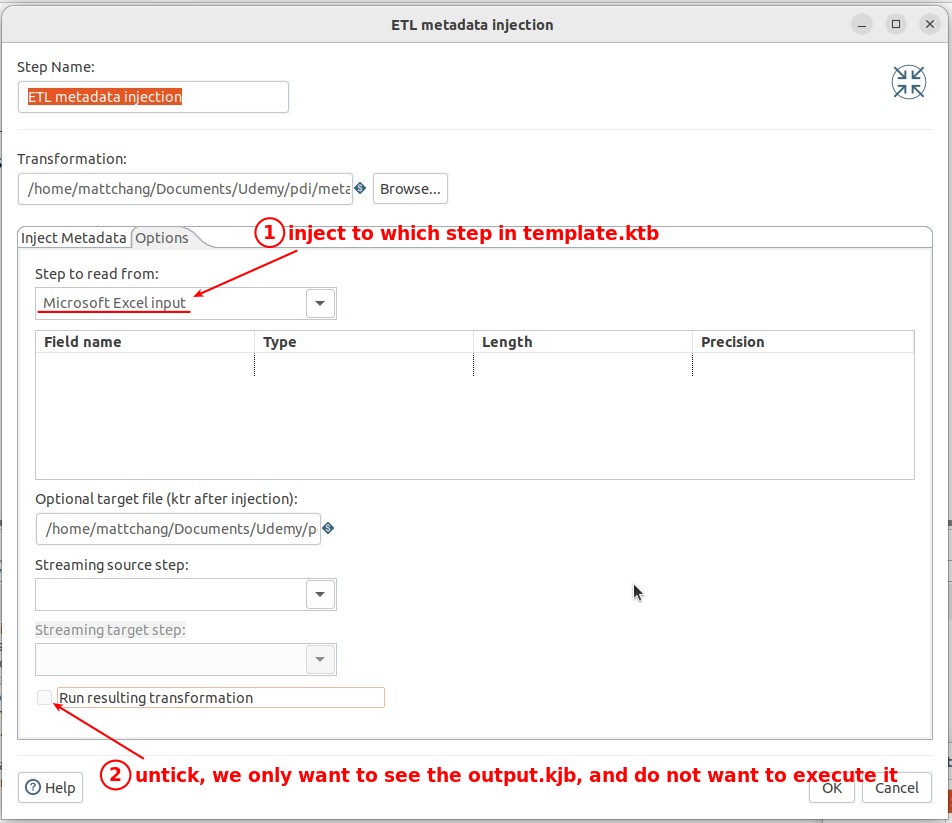 ETL metadata injection
Step Name:
ETL metadata injection
Transformation:
/home/mattchang/Documents/Udemy/pdi/meta
Browse...
Inject Metadata
Options
1 inject to which step in template.ktb
Step to read from:
Microsoft Excel input
Field name Type Length Precision
Optional target file (ktr after injection):
/home/mattchang/Documents/Udemy/p
Streaming source step:
Streaming target step:
Run resulting transformation
2 untick, we only want to see the output.kjb, and do not want to execute it
Help
OK
Cancel